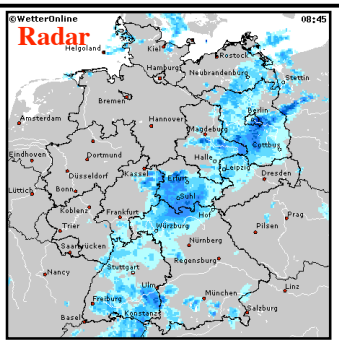 ©WetterOnline 08:45
Radar
Helgoland
Kiel
Rostock
Hamburg
Neubrandenburg
Stettin
Bremen
Berlin
Amsterdam
Hannover
Magdeburg
Cottbus
Eindhoven
Dortmund
Halle
Leipzig
Düsseldorf
Kassel
Erfurt
Dresden
Lüttich
Bonn
Suhl
Koblenz
Frankfurt
Hof
Prag
Trier
Würzburg
Pilsen
Saarbrücken
Nürnberg
Nancy
Stuttgart
Regensburg
Ulm
Linz
Freiburg
München
Basel
Konstanz
Salzburg